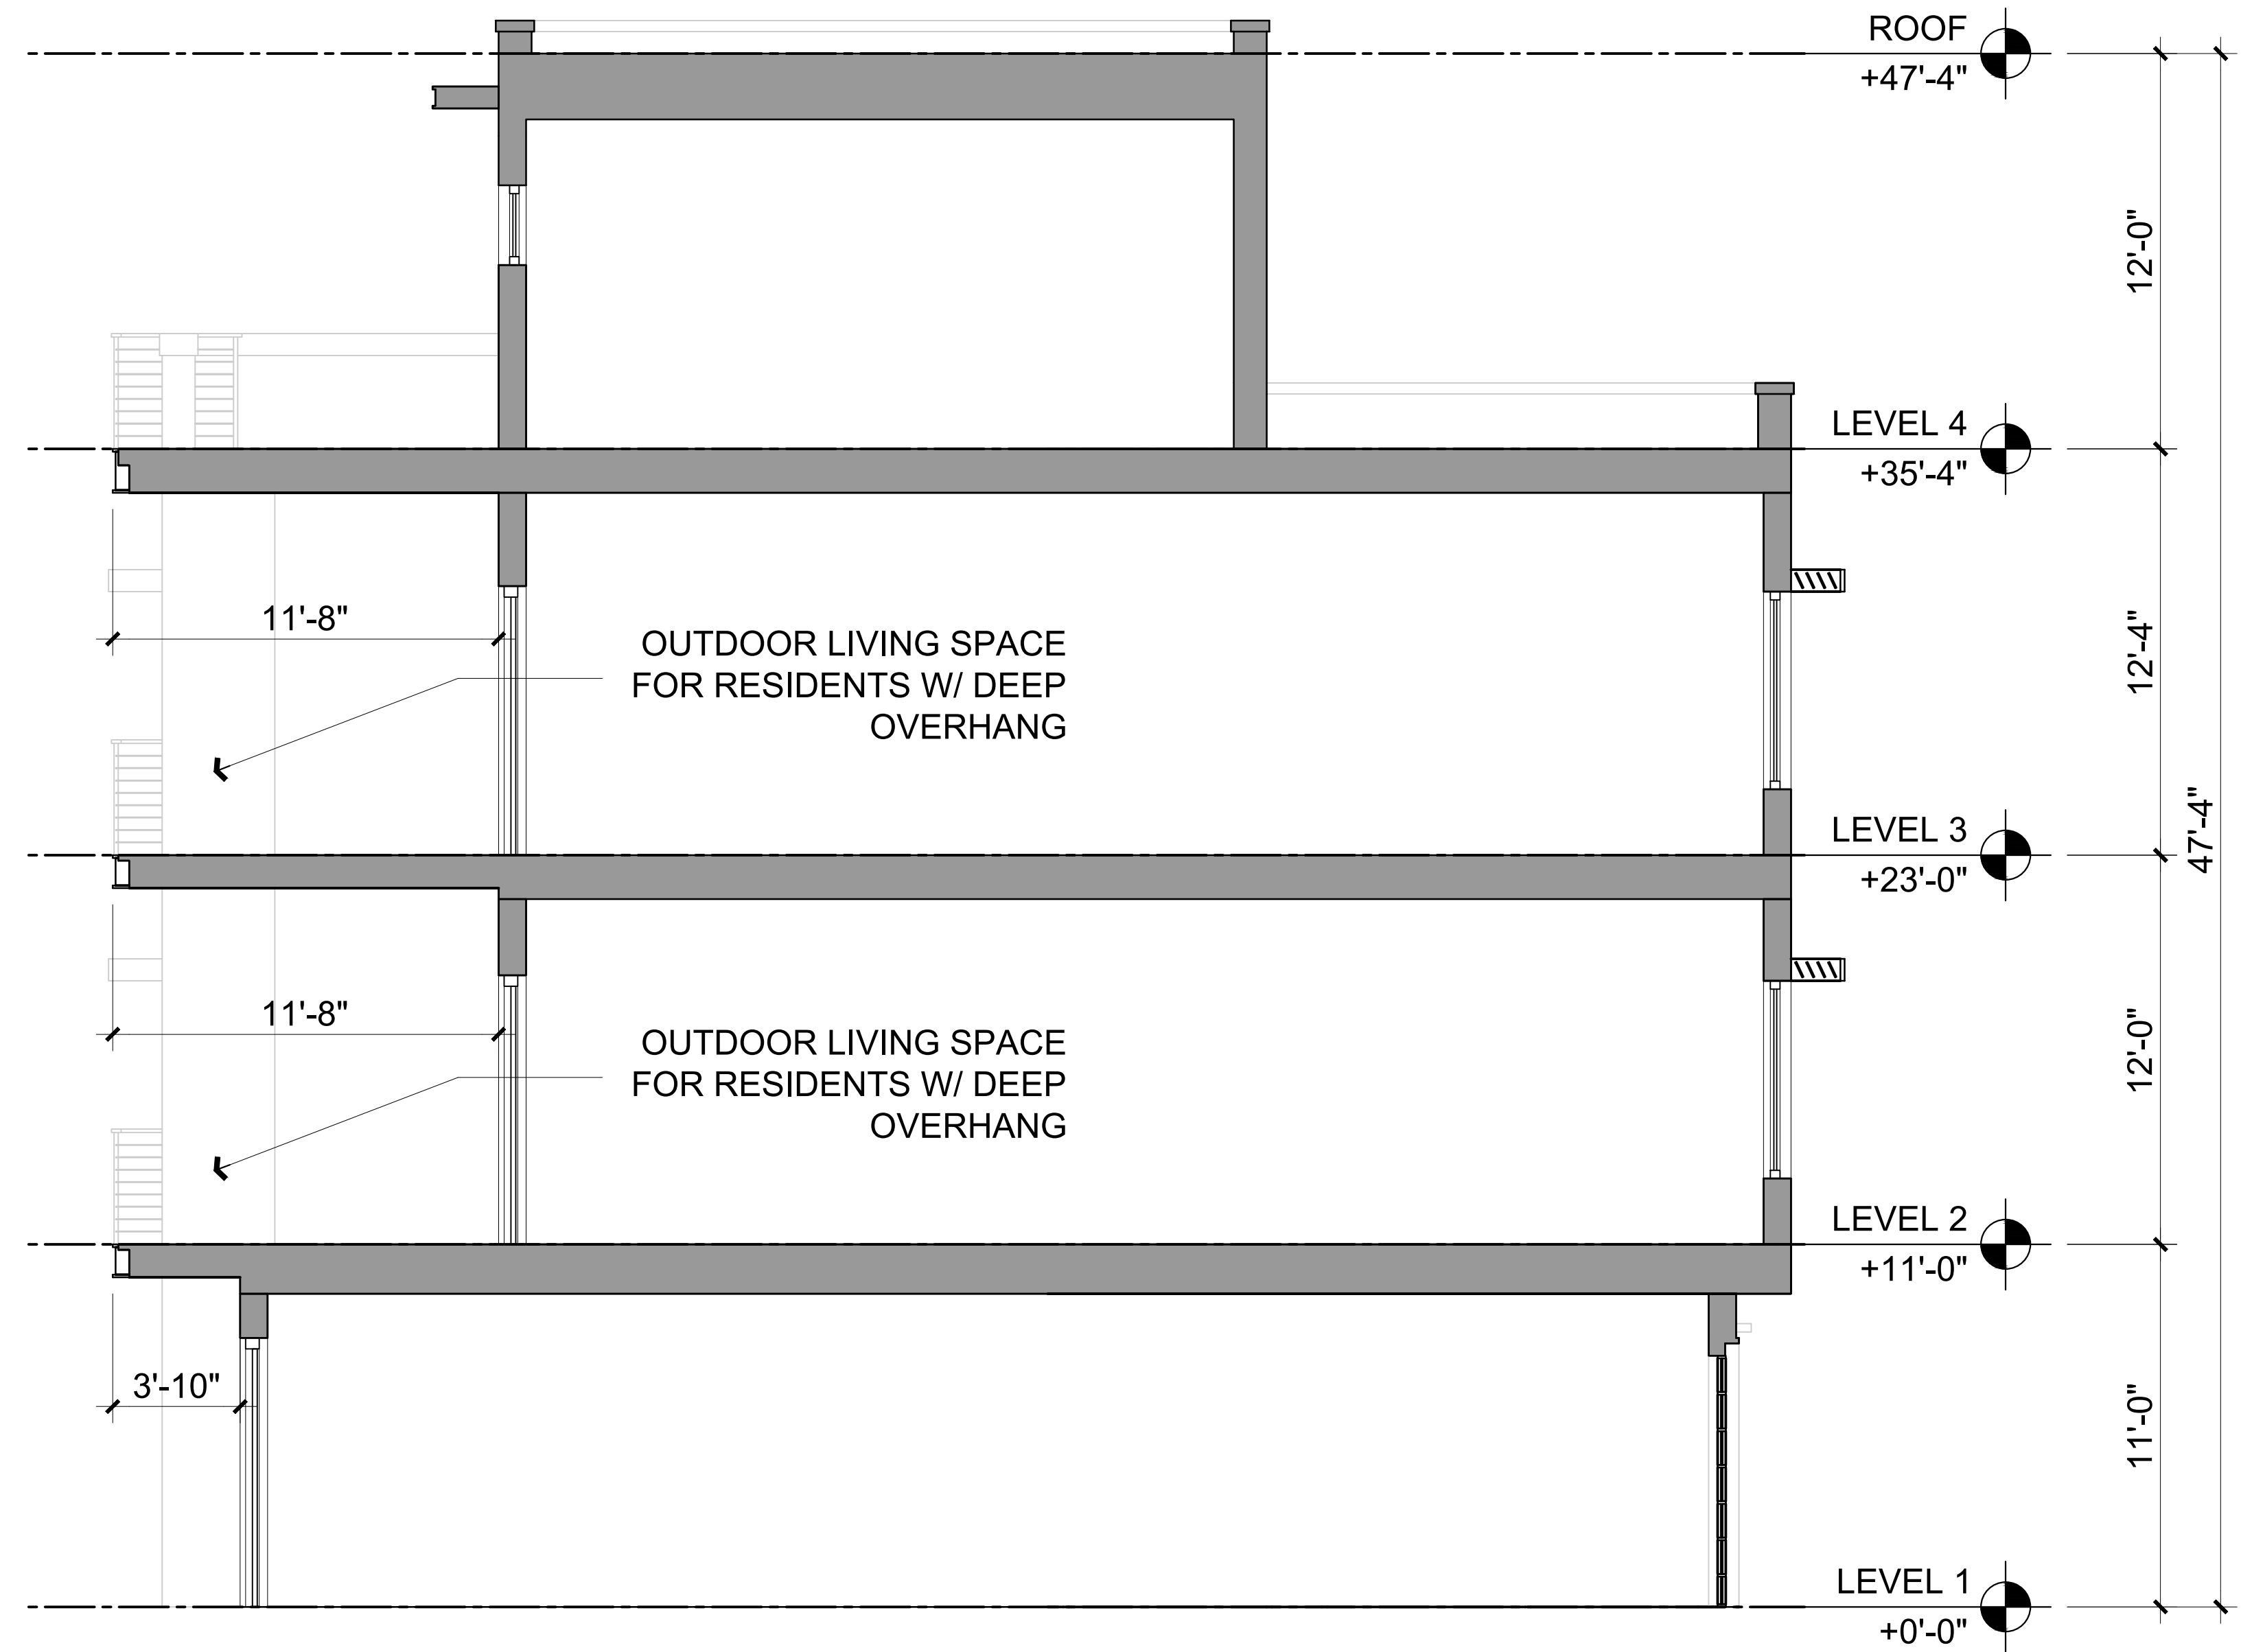 ROOF
+47'-4"
12'-0"
LEVEL 4
+35'-4"
11'-8"
OUTDOOR LIVING SPACE
FOR RESIDENTS W/ DEEP
OVERHANG
12'-4"
LEVEL 3
+23'-0"
47'-4"
11'-8"
OUTDOOR LIVING SPACE
FOR RESIDENTS W/ DEEP
OVERHANG
12'-0"
LEVEL 2
+11'-0"
3'-10"
11'-0"
LEVEL 1
+0'-0"